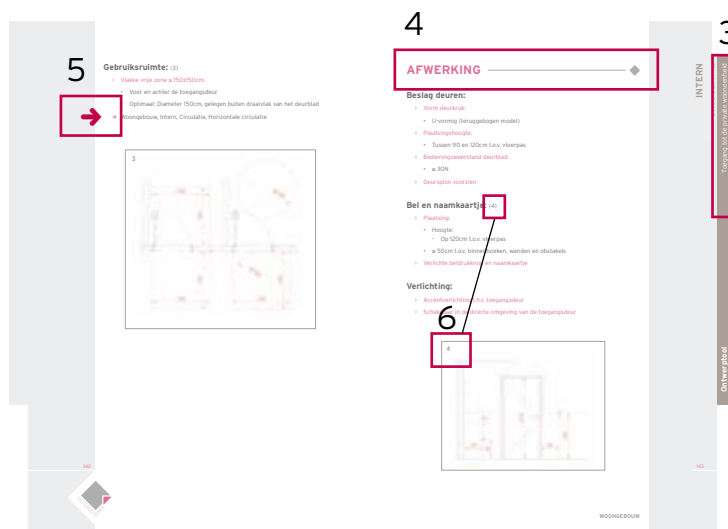 5
Gebruiksruimte: (3)
› Vlakke vrije zone ≥ 150x150cm:
• Voor en achter de toegangsdeur
Optimaal: Diameter 150cm, gelegen buiten draaivlak van het deurblad
➔ Woongebouw, Intern, Circulatie, Horizontale circulatie
3
142
4
AFWERKING
Beslag deuren:
› Vorm deurkruk:
• U-vormig (teruggebogen model)
› Plaatsingshoogte:
• Tussen 90 en 120cm t.o.v. vloerpas
› Bedieningsweerstand deurblad:
• ≤ 30N
› Deurspion voorzien
Bel en naamkaartje: (4)
› Plaatsing:
• Hoogte:
- Op 120cm t.o.v. vloerpas
• ≥ 50cm t.o.v. binnenhoeken, wanden en obstakels
› Verlichte beldrukknop en naamkaartje
Verlichting:
› Accentverlichting t.h.v. toegangsdeur
› Schakelaar in de directe omgeving van de toegangsdeur
6
4
WOONGEBOUW
3
INTERN
Toegang tot de private wooneenheid
Ontwerptool
143